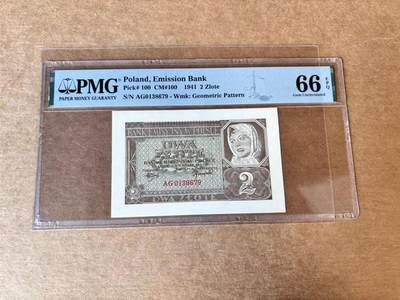 PMG
PAPER MONEY GUARANTY
Poland, Emission Bank
Pick# 100 CM#100 1941 2 Zlote
S/N AG0138679 - Wmk: Geometric Pattern
66 EPQ
Gem Uncirculated
BANK EMISYJNY W POLSCE
DWA
AG 0138679
2
DWA ZŁOTE